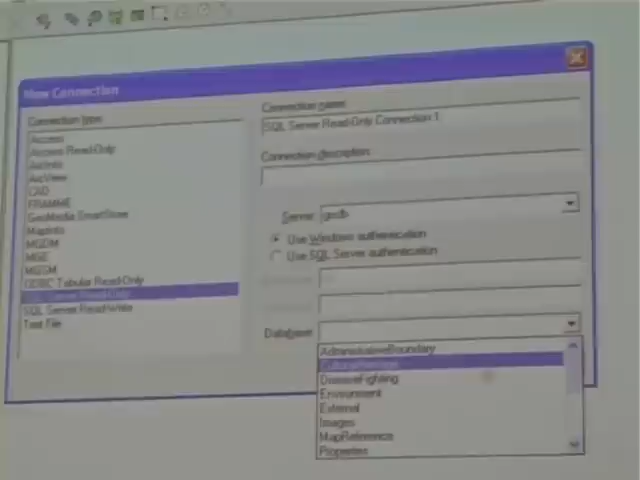 New Connection
Connection type
Access
Access Read-Only
ArcInfo
ArcView
CAD
FRAMME
GeoMedia SmartStore
MapInfo
MGDM
MGE
MGSM
ODBC Tabular Read-Only
SQL Server Read-Only
SQL Server Read-Write
Text File
Connection name
SQL Server Read-Only Connection 1
Connection description
Server
Use Windows authentication
Use SQL Server authentication
Database
AdministrativeBoundary
Environment
External
Images
MapReference
Properties